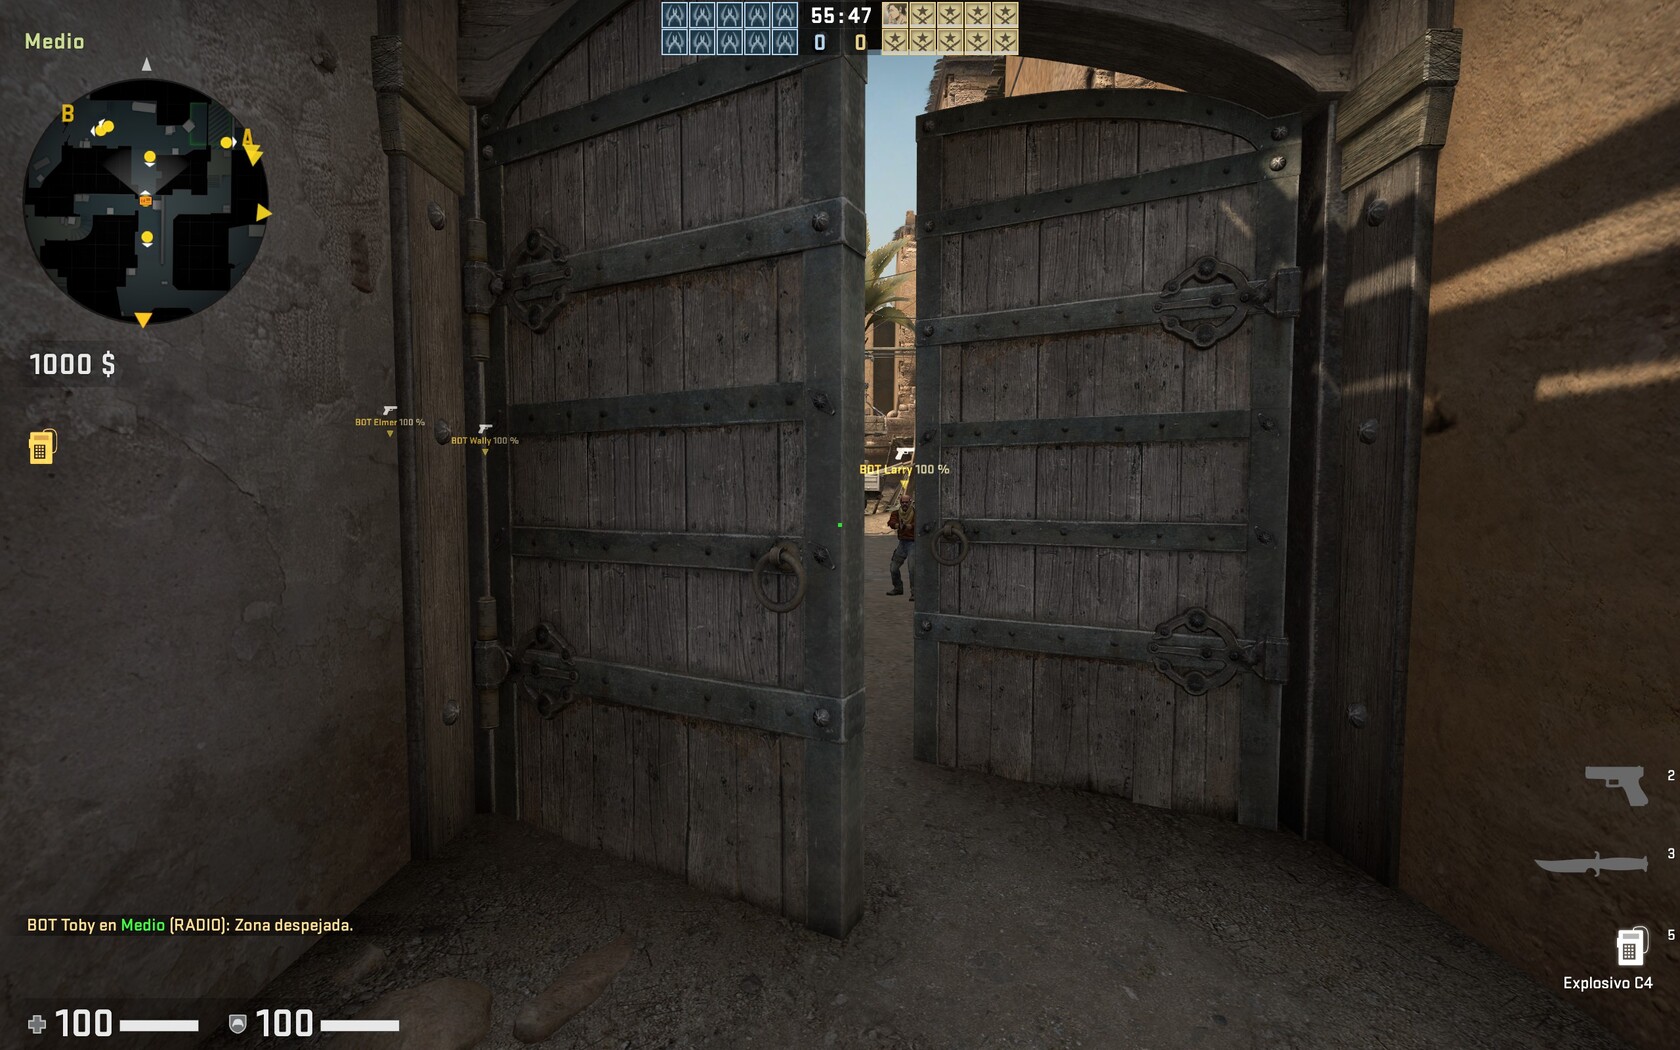 55:47
0 0
Medio
B
A
1000 $
BOT Elmer 100 %
BOT Wally 100 %
BOT Larry 100 %
2
3
BOT Toby en Medio (RADIO): Zona despejada.
5
Explosivo C4
100 100